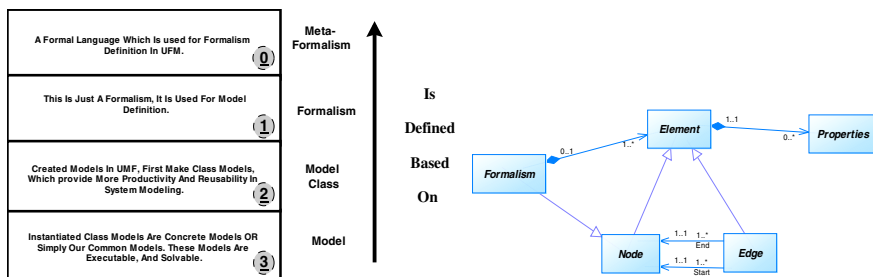 A Formal Language Which Is used for Formalism
Definition In UFM.
0
Meta-
Formalism
This Is Just A Formalism, It Is Used For Model
Definition.
1
Formalism
Created Models In UMF, First Make Class Models,
Which provide More Productivity And Reusability In
System Modeling.
2
Model
Class
Instantiated Class Models Are Concrete Models OR
Simply Our Common Models. These Models Are
Executable, And Solvable.
3
Model
Is
Defined
Based
On
Element
1..1
0..*
Properties
0..1
1..*
Formalism
Node
1..1
1..*
End
1..1
1..*
Start
Edge